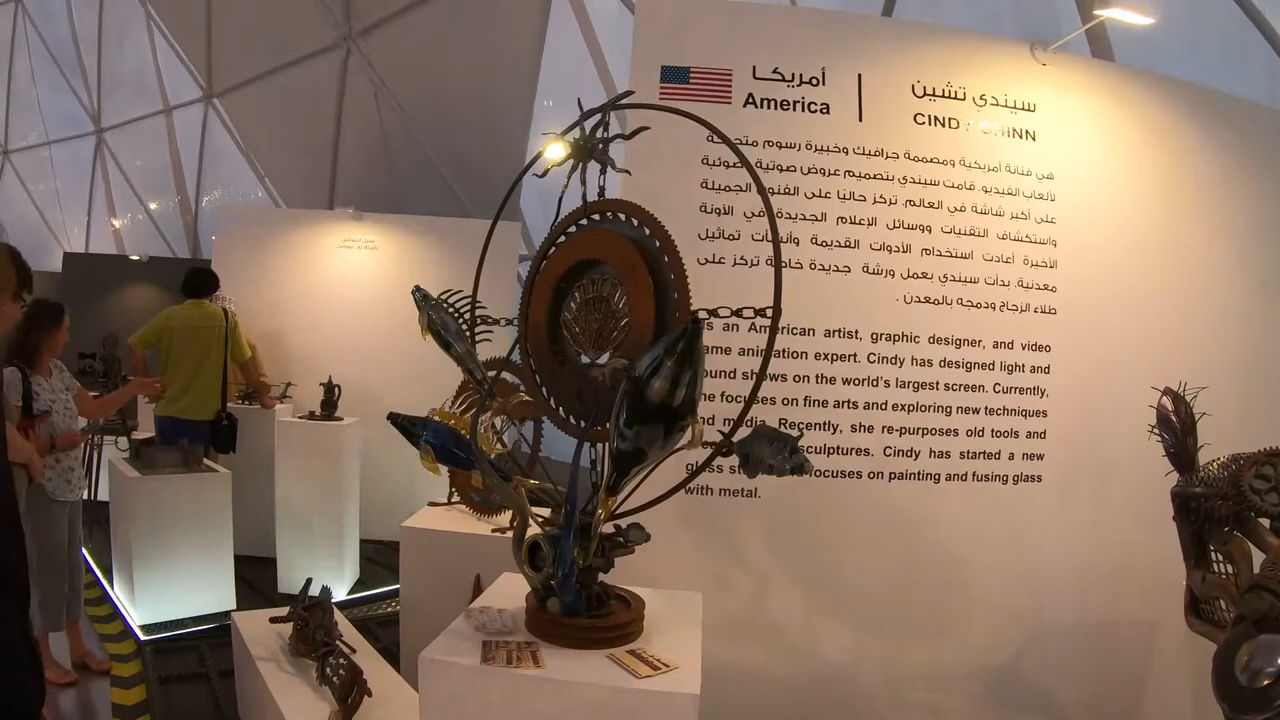 أمريكا
America
سيندي تشين
CINDY CHINN
هي فنانة أمريكية ومصممة جرافيك وخبيرة رسوم متحركة
لألعاب الفيديو. قامت سيندي بتصميم عروض صوتية وضوئية
على أكبر شاشة في العالم. تركز حاليًا على الفنون الجميلة
واستكشاف التقنيات ووسائل الإعلام الجديدة في الآونة
الأخيرة أعادت استخدام الأدوات القديمة وأنشأت تماثيل
معدنية. بدأت سيندي بعمل ورشة جديدة خاصة تركز على
طلاء الزجاج ودمجه بالمعدن .
Is an American artist, graphic designer, and video
game animation expert. Cindy has designed light and
sound shows on the world's largest screen. Currently,
she focuses on fine arts and exploring new techniques
and media. Recently, she re-purposes old tools and
sculptures. Cindy has started a new
glass focuses on painting and fusing glass
with metal.